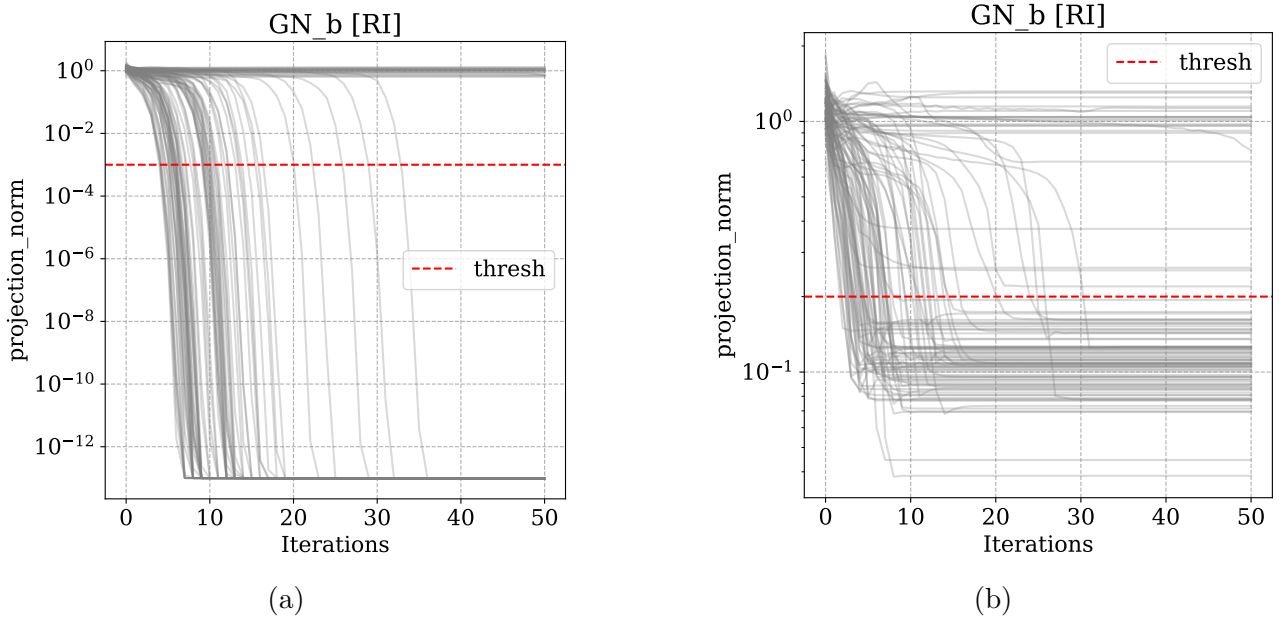 GN_b [RI]
projection_norm
10^0
10^-2
10^-4
10^-6
10^-8
10^-10
10^-12
thresh
0 10 20 30 40 50
Iterations
(a)
GN_b [RI]
projection_norm
10^0
10^-1
thresh
0 10 20 30 40 50
Iterations
(b)